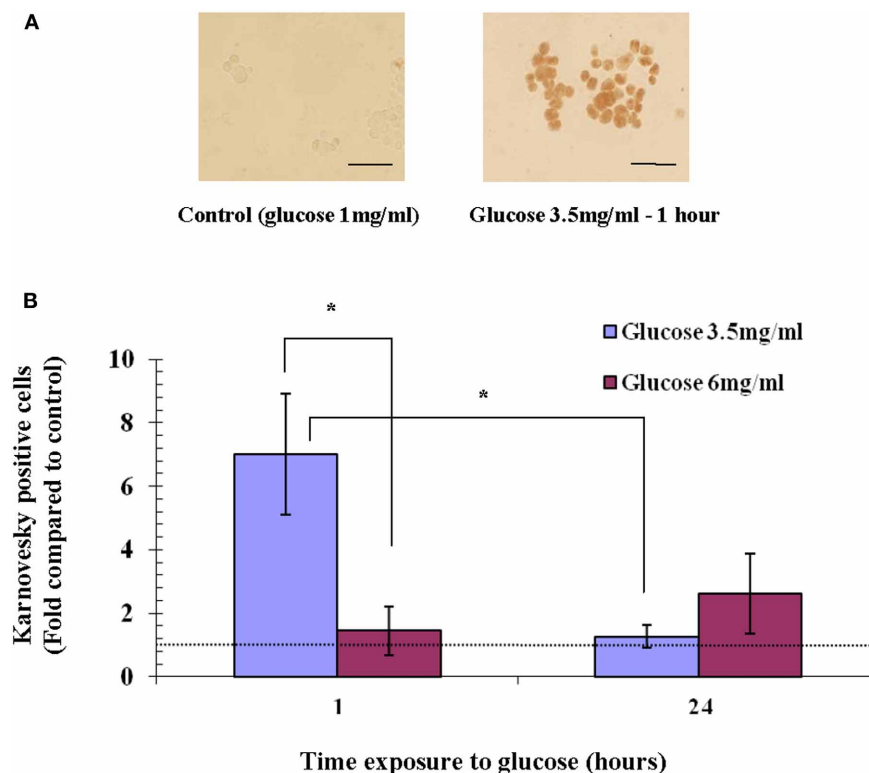 A
Control (glucose 1mg/ml)
Glucose 3.5mg/ml - 1 hour
B
*
*
Glucose 3.5mg/ml
Glucose 6mg/ml
Karnovesky positive cells
(Fold compared to control)
10
8
6
4
2
0
1
24
Time exposure to glucose (hours)